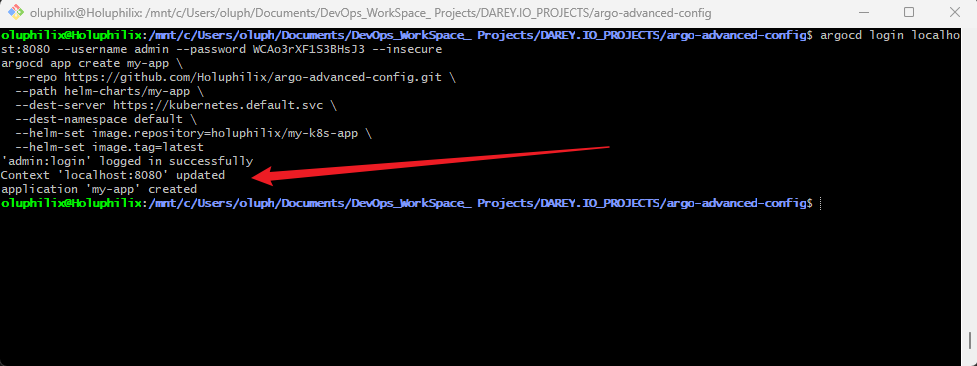 oluphilix@Holuphilix: /mnt/c/Users/oluph/Documents/DevOps_WorkSpace_ Projects/DAREY.IO_PROJECTS/argo-advanced-config
oluphilix@Holuphilix:/mnt/c/Users/oluph/Documents/DevOps_WorkSpace_ Projects/DAREY.IO_PROJECTS/argo-advanced-config$ argocd login localho
st:8080 --username admin --password WCAo3rXF1S3BHsJ3 --insecure
argocd app create my-app \
  --repo https://github.com/Holuphilix/argo-advanced-config.git \
  --path helm-charts/my-app \
  --dest-server https://kubernetes.default.svc \
  --dest-namespace default \
  --helm-set image.repository=holuphilix/my-k8s-app \
  --helm-set image.tag=latest
'admin:login' logged in successfully
Context 'localhost:8080' updated
application 'my-app' created
oluphilix@Holuphilix:/mnt/c/Users/oluph/Documents/DevOps_WorkSpace_ Projects/DAREY.IO_PROJECTS/argo-advanced-config$